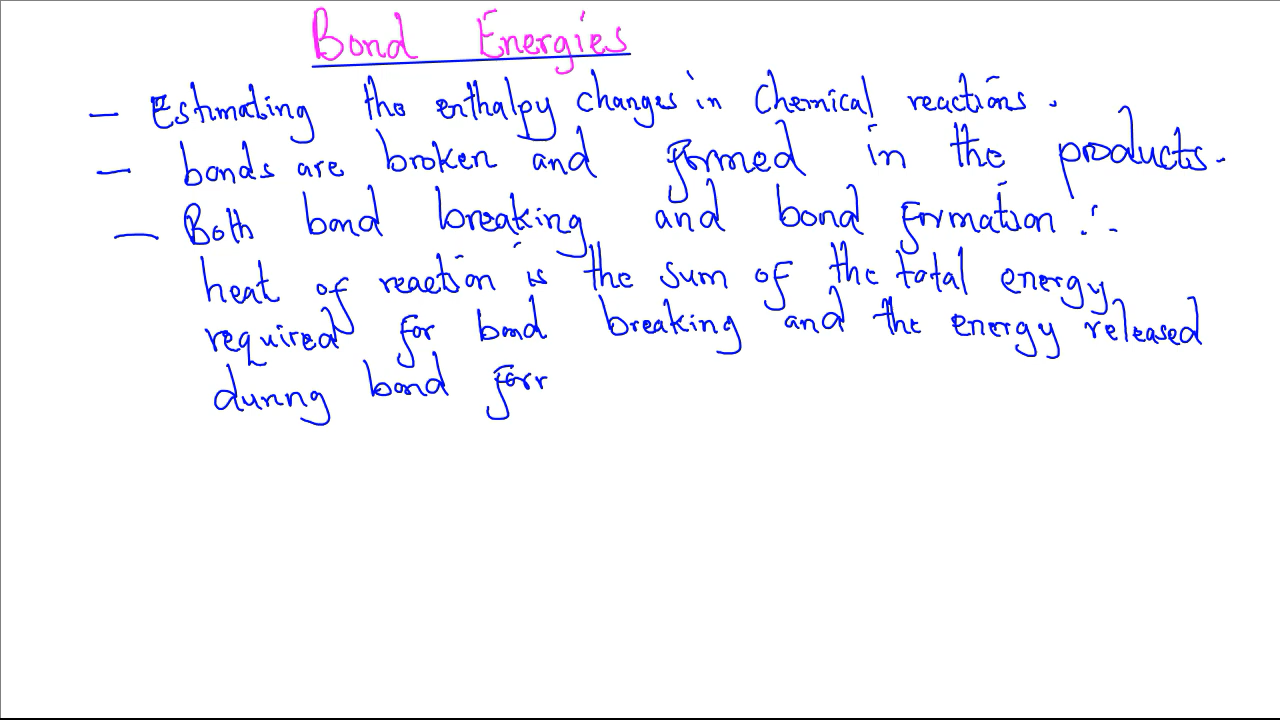 Bond Energies
- Estimating the enthalpy changes in Chemical reactions.
- bonds are broken and formed in the products.
- Both bond breaking and bond formation ∴
heat of reaction is the sum of the total energy
required for bond breaking and the energy released
during bond forr